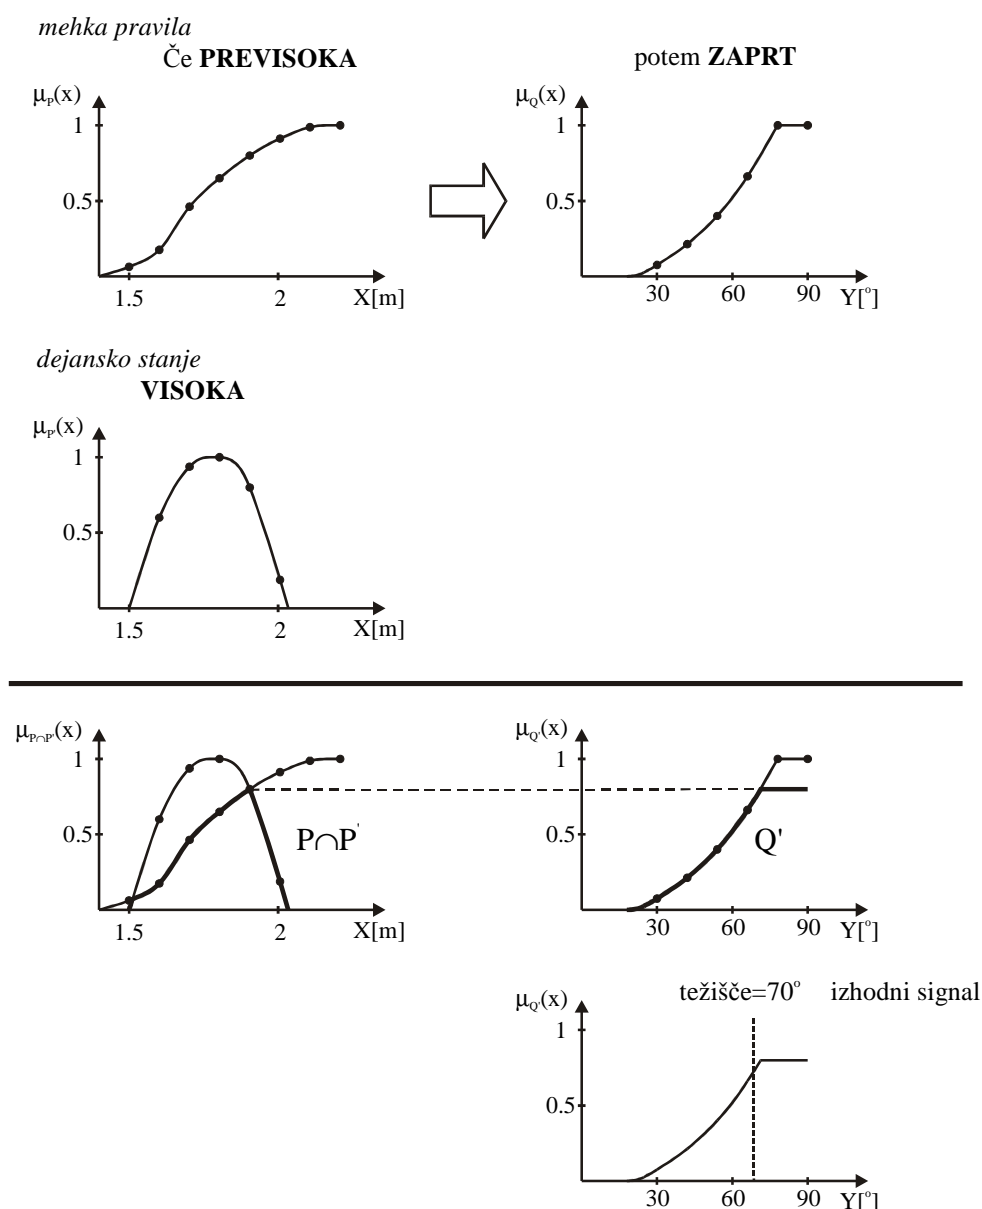 mehka pravila
Če PREVISOKA
potem ZAPRT
μP(x)
1
0.5
1.5 2 X[m]
μQ(x)
1
0.5
30 60 90 Y[°]
dejansko stanje
VISOKA
μP'(x)
1
0.5
1.5 2 X[m]
μP∩P'(x)
1
0.5
P∩P'
1.5 2 X[m]
μQ'(x)
1
0.5
Q'
30 60 90 Y[°]
težišče=70° izhodni signal
μQ'(x)
1
0.5
30 60 90 Y[°]